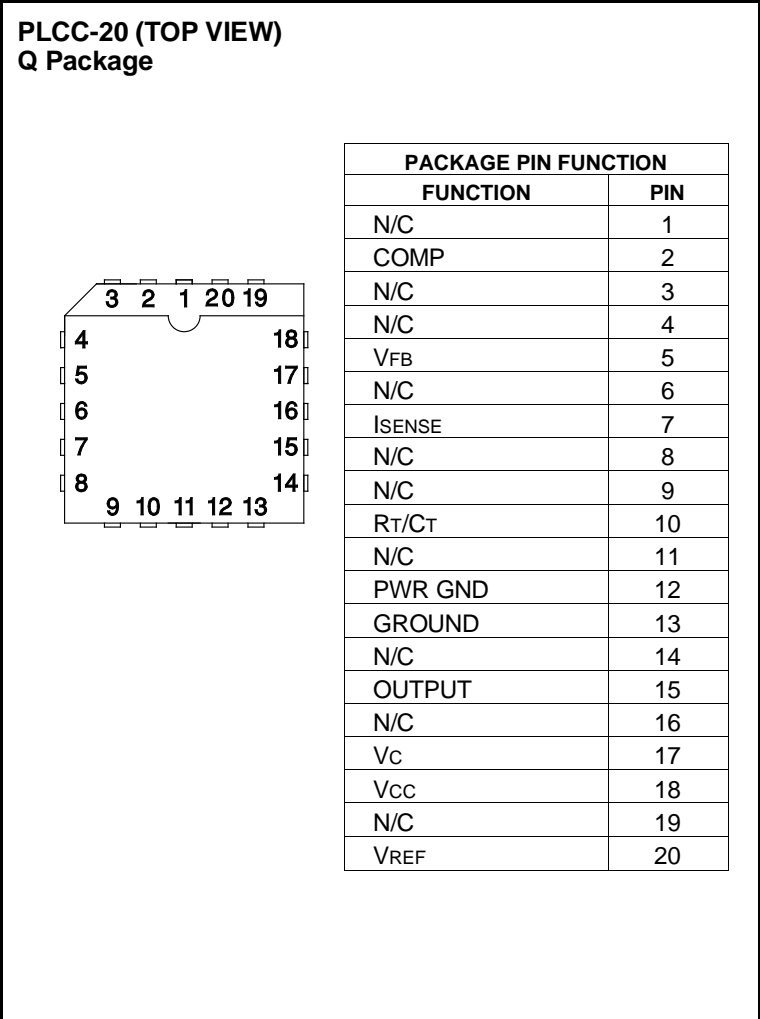 PLCC-20 (TOP VIEW)
Q Package
3 2 1 20 19
4 18
5 17
6 16
7 15
8 14
9 10 11 12 13
PACKAGE PIN FUNCTION
FUNCTION PIN
N/C 1
COMP 2
N/C 3
N/C 4
VFB 5
N/C 6
ISENSE 7
N/C 8
N/C 9
RT/CT 10
N/C 11
PWR GND 12
GROUND 13
N/C 14
OUTPUT 15
N/C 16
VC 17
VCC 18
N/C 19
VREF 20